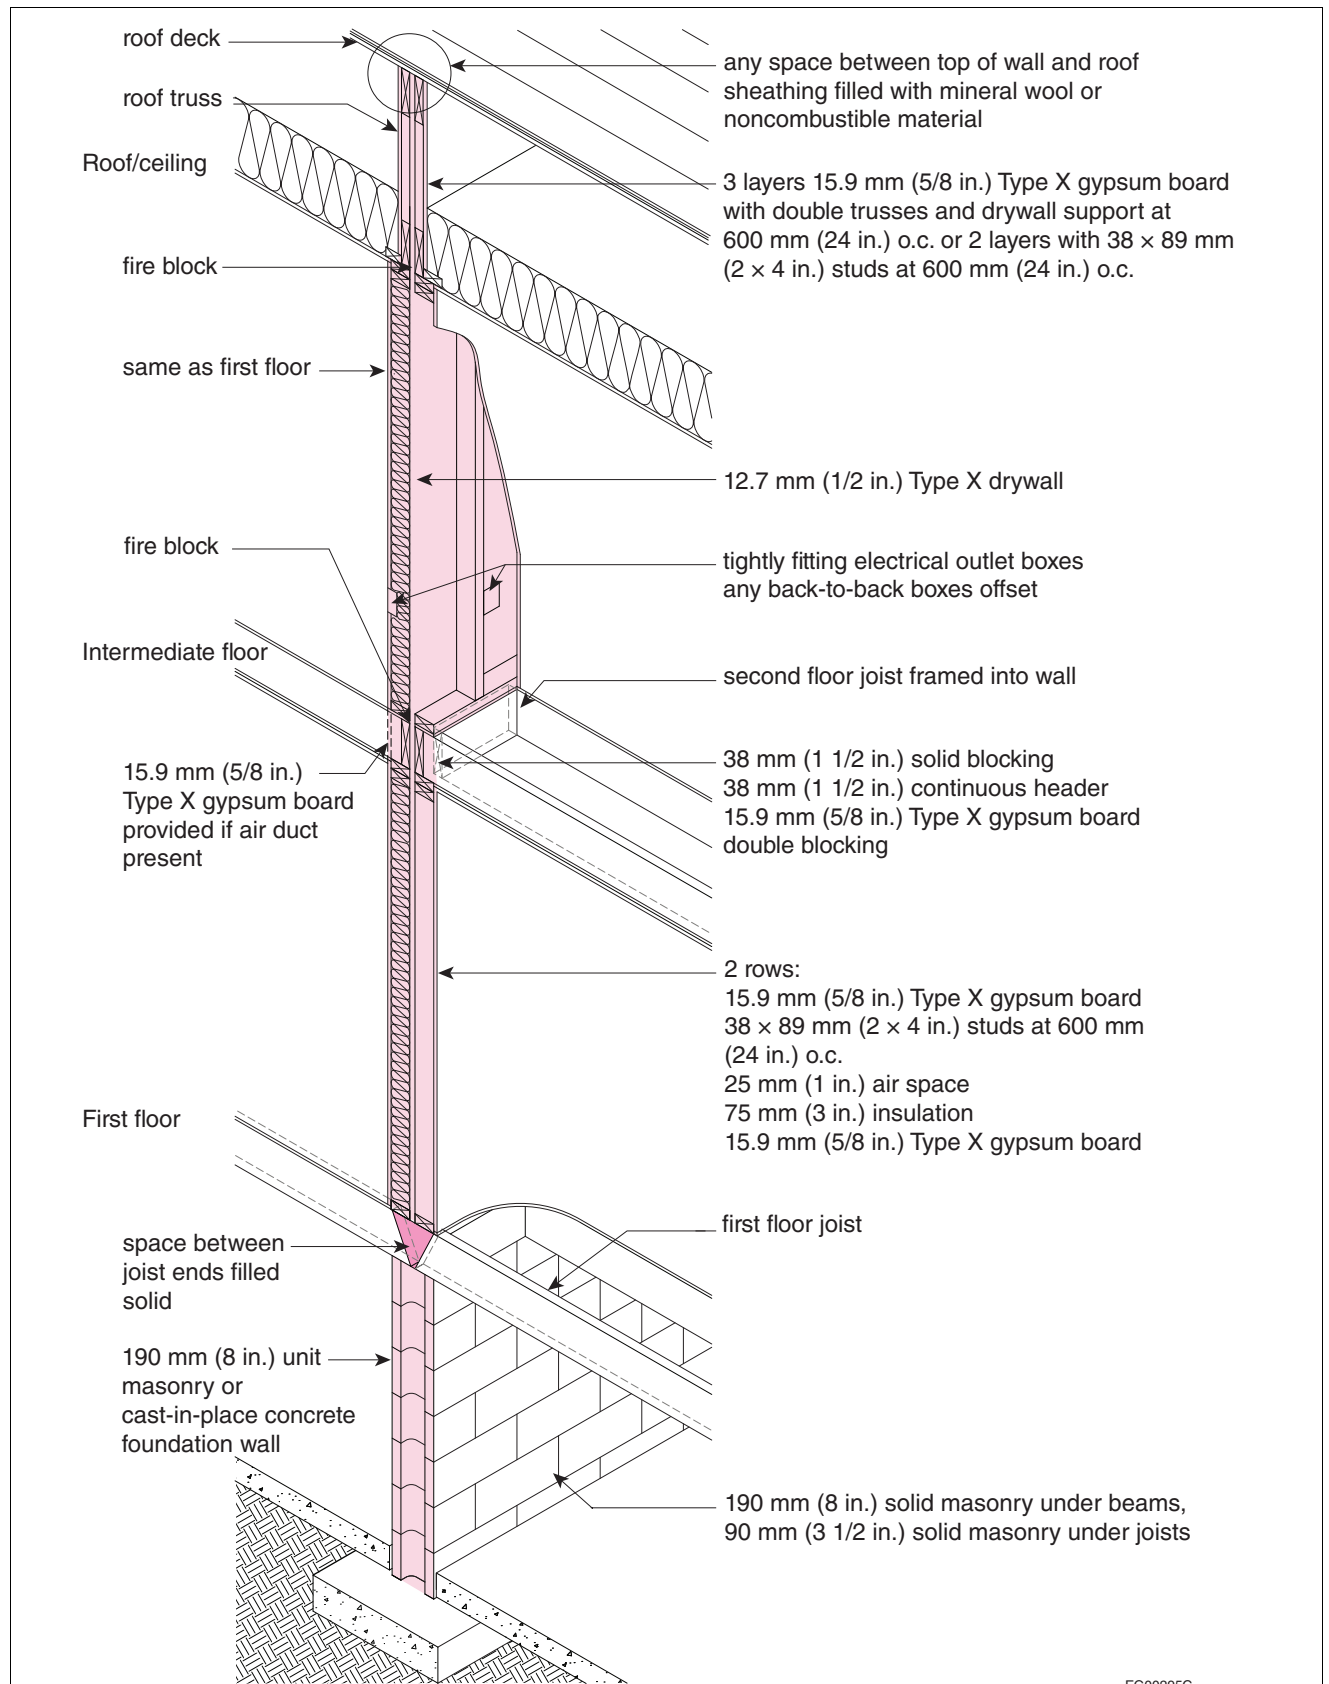 roof deck
any space between top of wall and roof
sheathing filled with mineral wool or
noncombustible material
roof truss
Roof/ceiling
3 layers 15.9 mm (5/8 in.) Type X gypsum board
with double trusses and drywall support at
600 mm (24 in.) o.c. or 2 layers with 38 × 89 mm
(2 × 4 in.) studs at 600 mm (24 in.) o.c.
fire block
same as first floor
12.7 mm (1/2 in.) Type X drywall
fire block
tightly fitting electrical outlet boxes
any back-to-back boxes offset
Intermediate floor
second floor joist framed into wall
15.9 mm (5/8 in.)
Type X gypsum board
provided if air duct
present
38 mm (1 1/2 in.) solid blocking
38 mm (1 1/2 in.) continuous header
15.9 mm (5/8 in.) Type X gypsum board
double blocking
2 rows:
15.9 mm (5/8 in.) Type X gypsum board
38 × 89 mm (2 × 4 in.) studs at 600 mm
(24 in.) o.c.
25 mm (1 in.) air space
75 mm (3 in.) insulation
15.9 mm (5/8 in.) Type X gypsum board
First floor
first floor joist
space between
joist ends filled
solid
190 mm (8 in.) unit
masonry or
cast-in-place concrete
foundation wall
190 mm (8 in.) solid masonry under beams,
90 mm (3 1/2 in.) solid masonry under joists